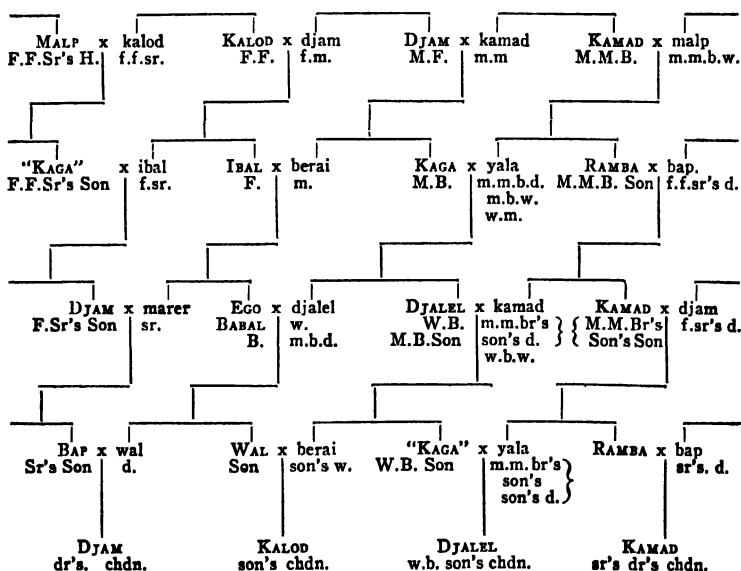 MALP x kalod KALOD x djam DJAM x kamad KAMAD x malp
F.F.Sr's H. f.f.sr. F.F. f.m. M.F. m.m M.M.B. m.m.b.w.
"KAGA" x ibal IBAL x berai KAGA x yala RAMBA x bap.
F.F.Sr's Son f.sr. F. m. M.B. m.m.b.d. M.M.B. Son f.f.sr's d.
m.b.w.
w.m.
DJAM x marer EGO x djalel DJALEL x kamad KAMAD x djam
F.Sr's Son sr. BABAL w. W.B. m.m.br's } { M.M.Br's f.sr's d.
B. m.b.d. M.B.Son son's d. } { Son's Son
w.b.w.
BAP x wal WAL x berai "KAGA" x yala RAMBA x bap
Sr's Son d. Son son's w. W.B. Son m.m. br's } sr's. d.
son's
son's d. }
DJAM KALOD DJALEL KAMAD
dr's. chdn. son's chdn. w.b. son's chdn. sr's dr's chdn.